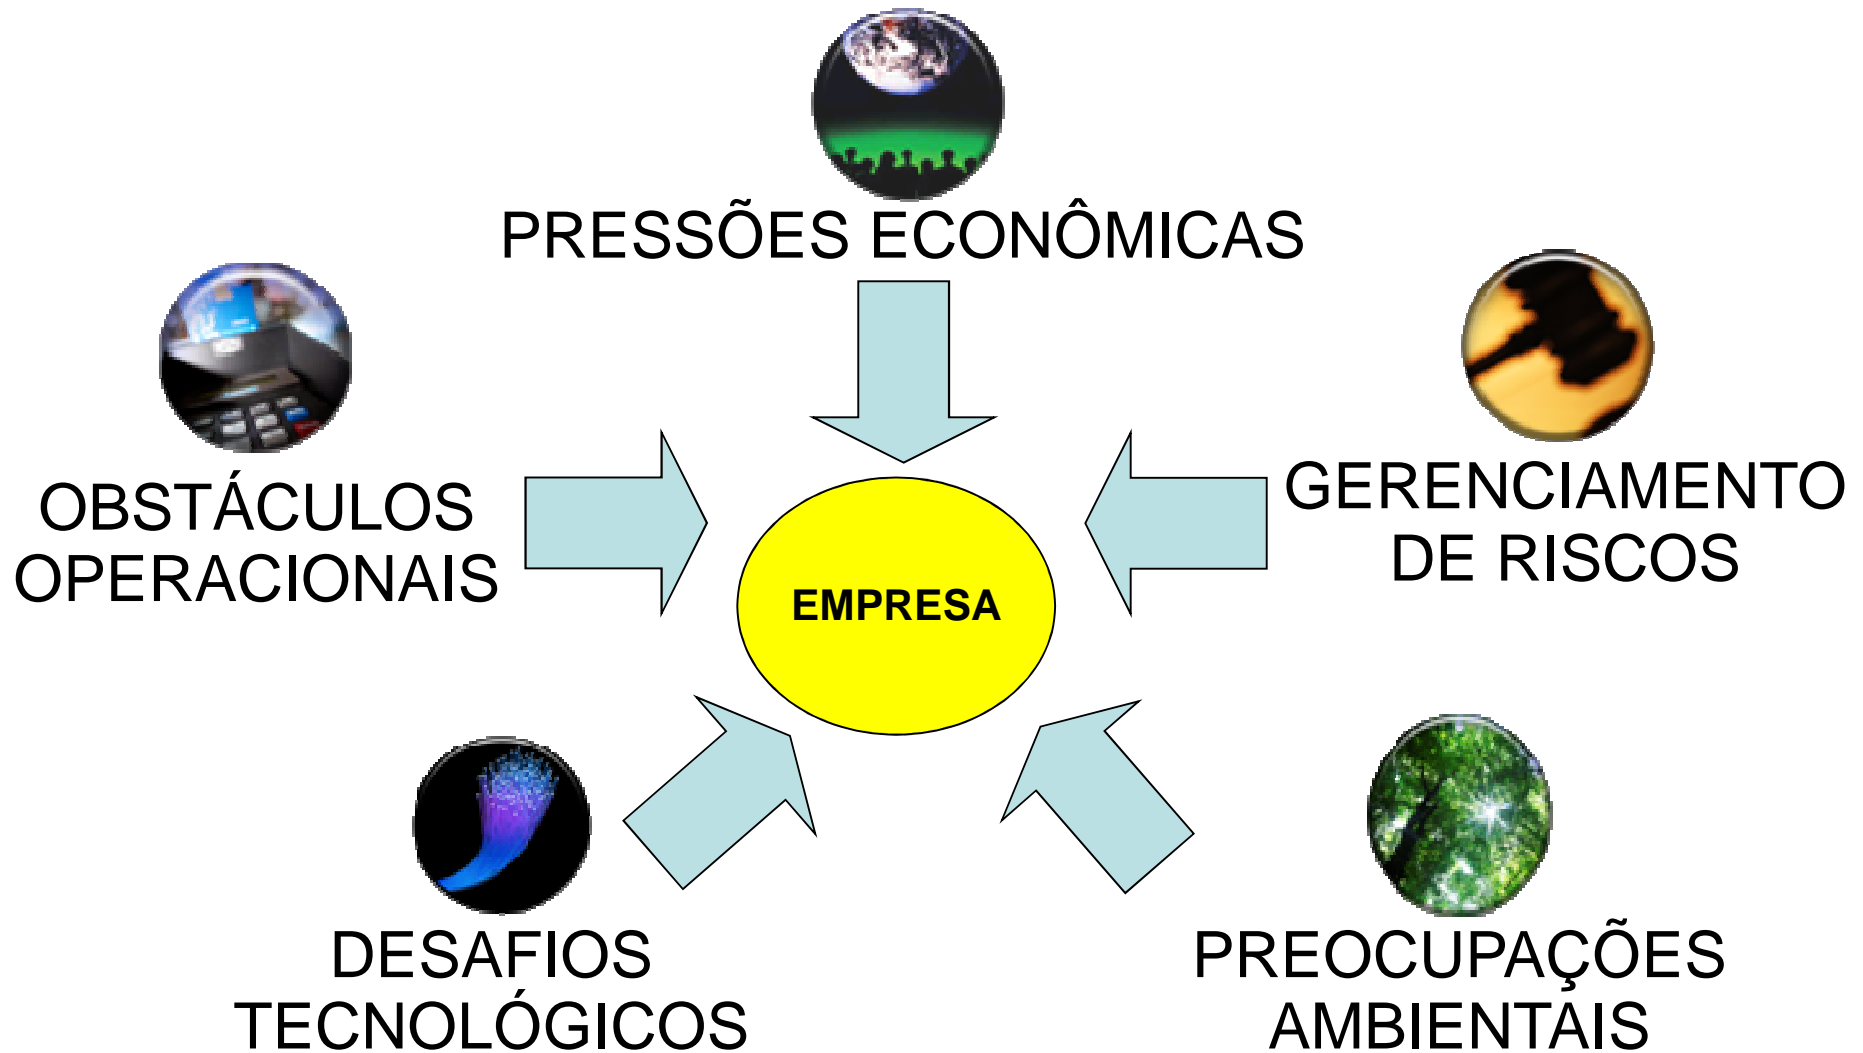 PRESSÕES ECONÔMICAS
OBSTÁCULOS
OPERACIONAIS
GERENCIAMENTO
DE RISCOS
EMPRESA
DESAFIOS
TECNOLÓGICOS
PREOCUPAÇÕES
AMBIENTAIS